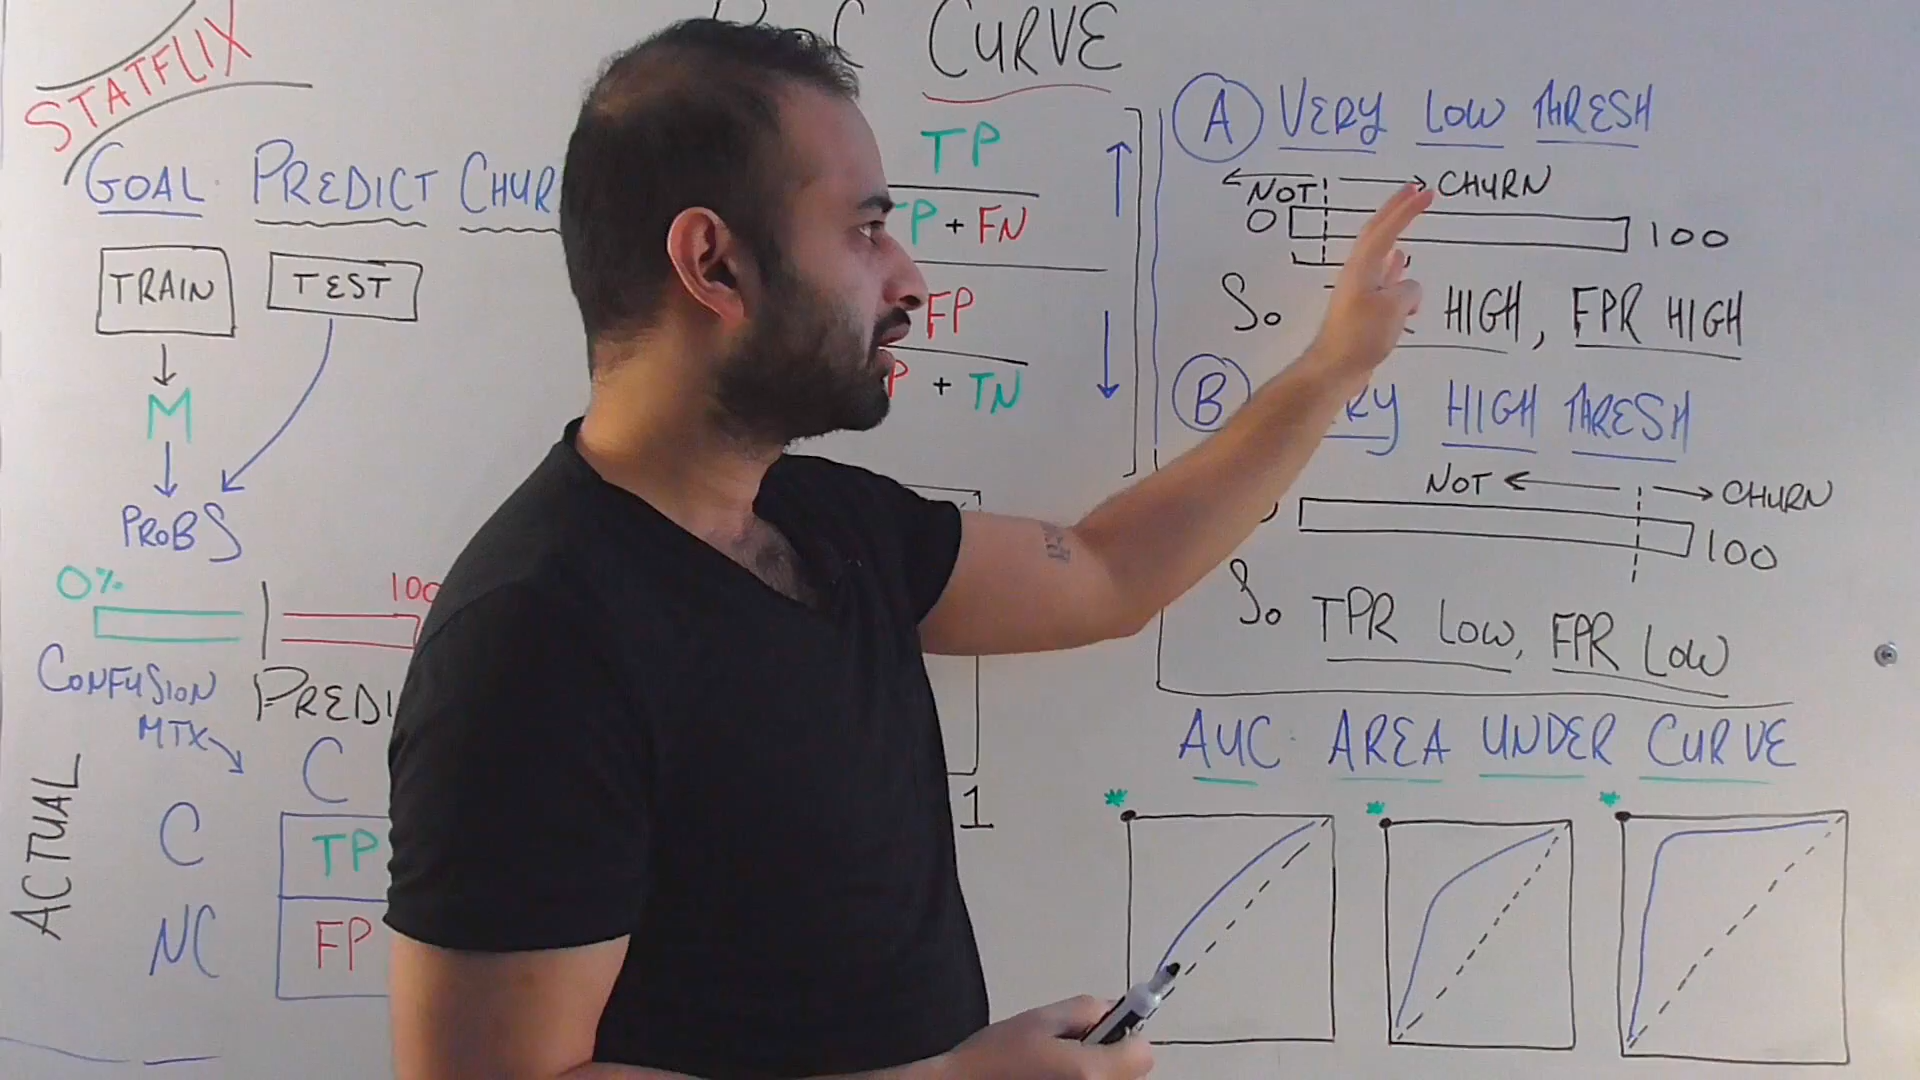 STATFLIX
CURVE
GOAL: PREDICT
TRAIN
TEST
M
PROBS
0%
100
CONFUSION
MTX
ACTUAL
C
C
TP
NC
FP
TP
+ FN
FP
+ TN
1
A VERY LOW THRESH
NOT CHURN
0 100
So HIGH, FPR HIGH
B HIGH THRESH
NOT CHURN
100
So TPR LOW, FPR LOW
AUC: AREA UNDER CURVE